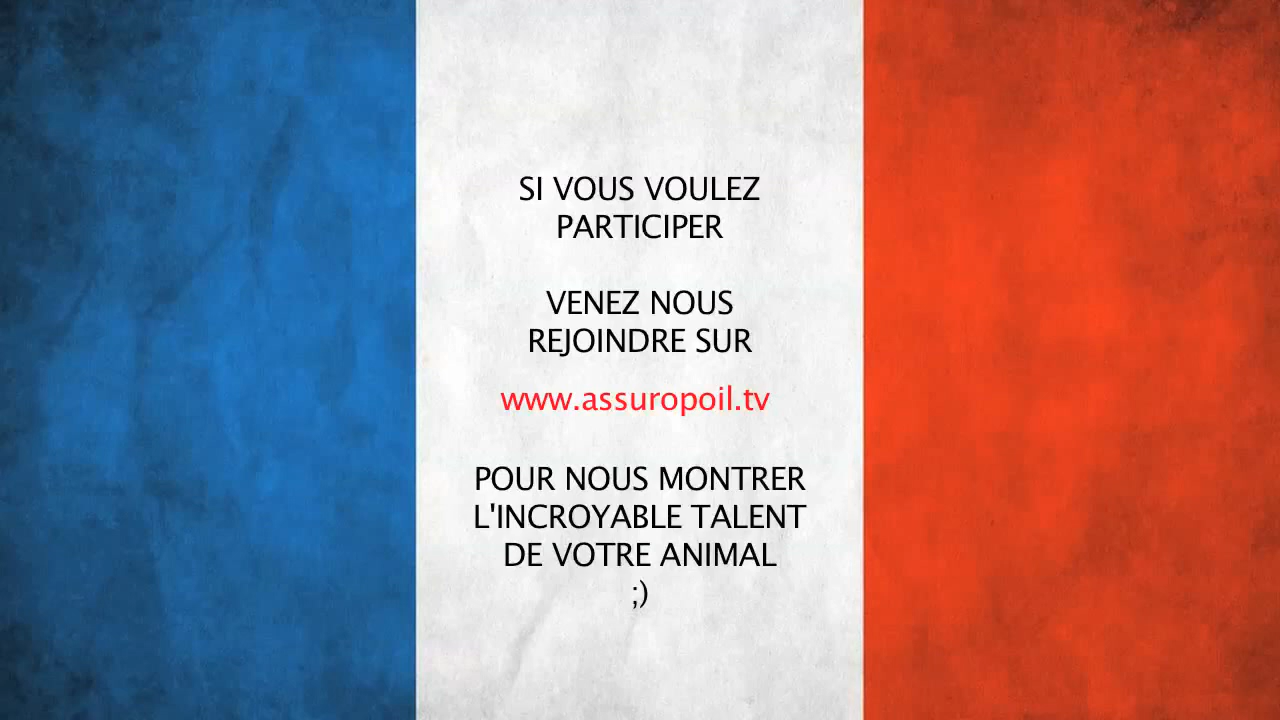 SI VOUS VOULEZ
PARTICIPER
VENEZ NOUS
REJOINDRE SUR
www.assuropoil.tv
POUR NOUS MONTRER
L'INCROYABLE TALENT
DE VOTRE ANIMAL
;)